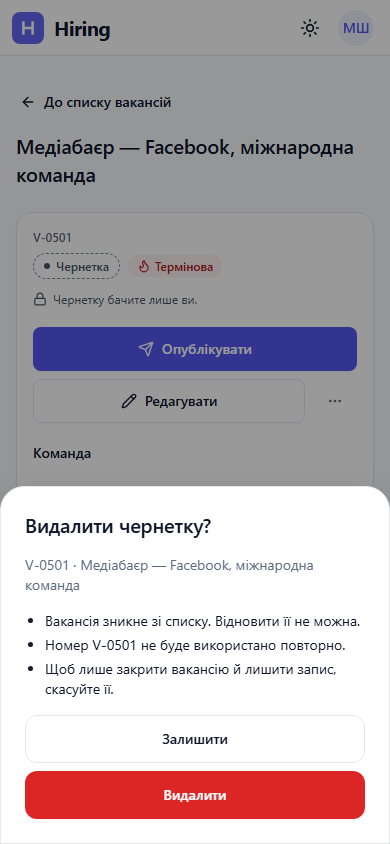 H Hiring МШ
До списку вакансій
Медіабаєр — Facebook, міжнародна
команда
V-0501
Чернетка Термінова
Чернетку бачите лише ви.
Опублікувати
Редагувати
Команда
Видалити чернетку?
V-0501 · Медіабаєр — Facebook, міжнародна
команда
• Вакансія зникне зі списку. Відновити її не можна.
• Номер V-0501 не буде використано повторно.
• Щоб лише закрити вакансію й лишити запис,
скасуйте її.
Залишити
Видалити